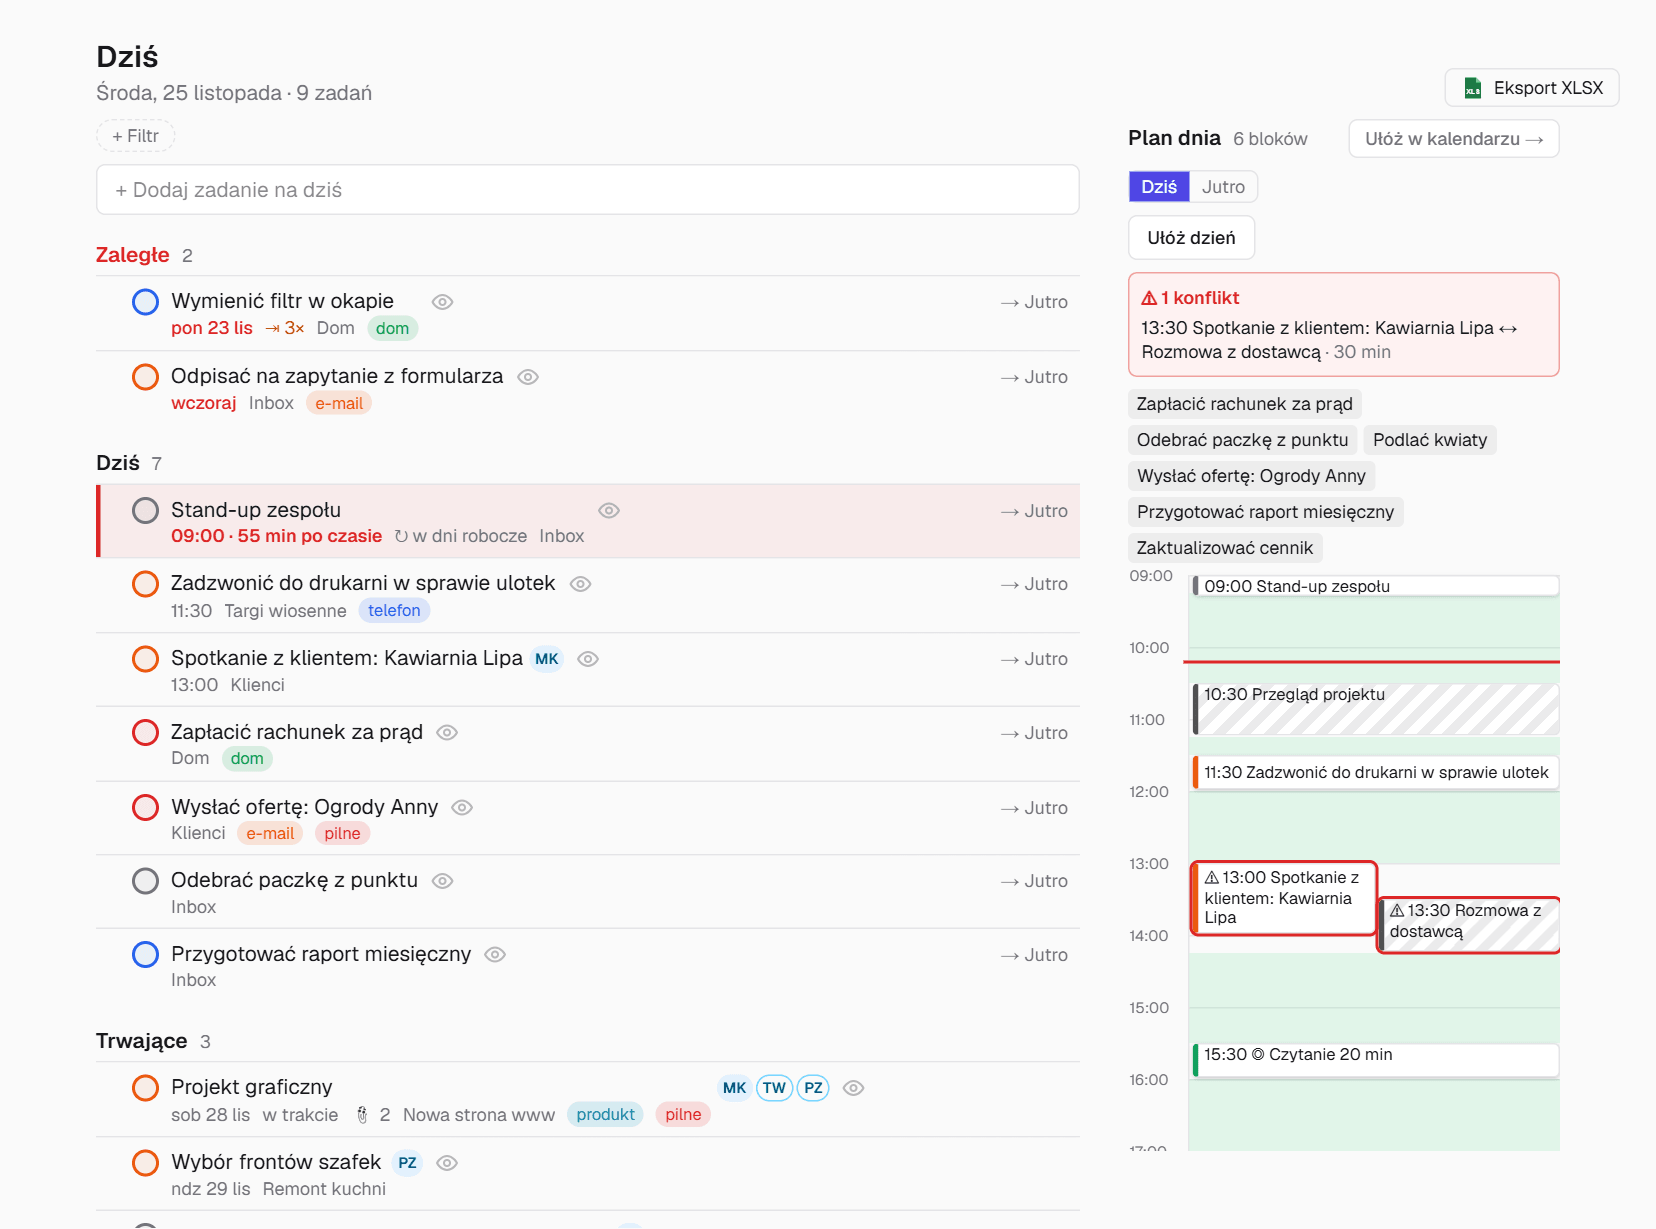 Dziś
Środa, 25 listopada · 9 zadań
+ Filtr
+ Dodaj zadanie na dziś
Zaległe 2
Wymienić filtr w okapie
→ Jutro
pon 23 lis ⇥ 3× Dom dom
Odpisać na zapytanie z formularza
→ Jutro
wczoraj Inbox e-mail
Dziś 7
Stand-up zespołu
→ Jutro
09:00 · 55 min po czasie ↻ w dni robocze Inbox
Zadzwonić do drukarni w sprawie ulotek
→ Jutro
11:30 Targi wiosenne telefon
Spotkanie z klientem: Kawiarnia Lipa MK
→ Jutro
13:00 Klienci
Zapłacić rachunek za prąd
→ Jutro
Dom dom
Wysłać ofertę: Ogrody Anny
→ Jutro
Klienci e-mail pilne
Odebrać paczkę z punktu
→ Jutro
Inbox
Przygotować raport miesięczny
→ Jutro
Inbox
Trwające 3
Projekt graficzny MK TW PZ
sob 28 lis w trakcie 2 Nowa strona www produkt pilne
Wybór frontów szafek PZ
ndz 29 lis Remont kuchni
Eksport XLSX
Plan dnia 6 bloków
Ułóż w kalendarzu →
Dziś Jutro
Ułóż dzień
⚠ 1 konflikt
13:30 Spotkanie z klientem: Kawiarnia Lipa ↔
Rozmowa z dostawcą · 30 min
Zapłacić rachunek za prąd
Odebrać paczkę z punktu Podlać kwiaty
Wysłać ofertę: Ogrody Anny
Przygotować raport miesięczny
Zaktualizować cennik
09:00
09:00 Stand-up zespołu
10:00
10:30 Przegląd projektu
11:00
11:30 Zadzwonić do drukarni w sprawie ulotek
12:00
13:00
⚠ 13:00 Spotkanie z
klientem: Kawiarnia
Lipa
⚠ 13:30 Rozmowa z
dostawcą
14:00
15:00
15:30 ◎ Czytanie 20 min
16:00
17:00